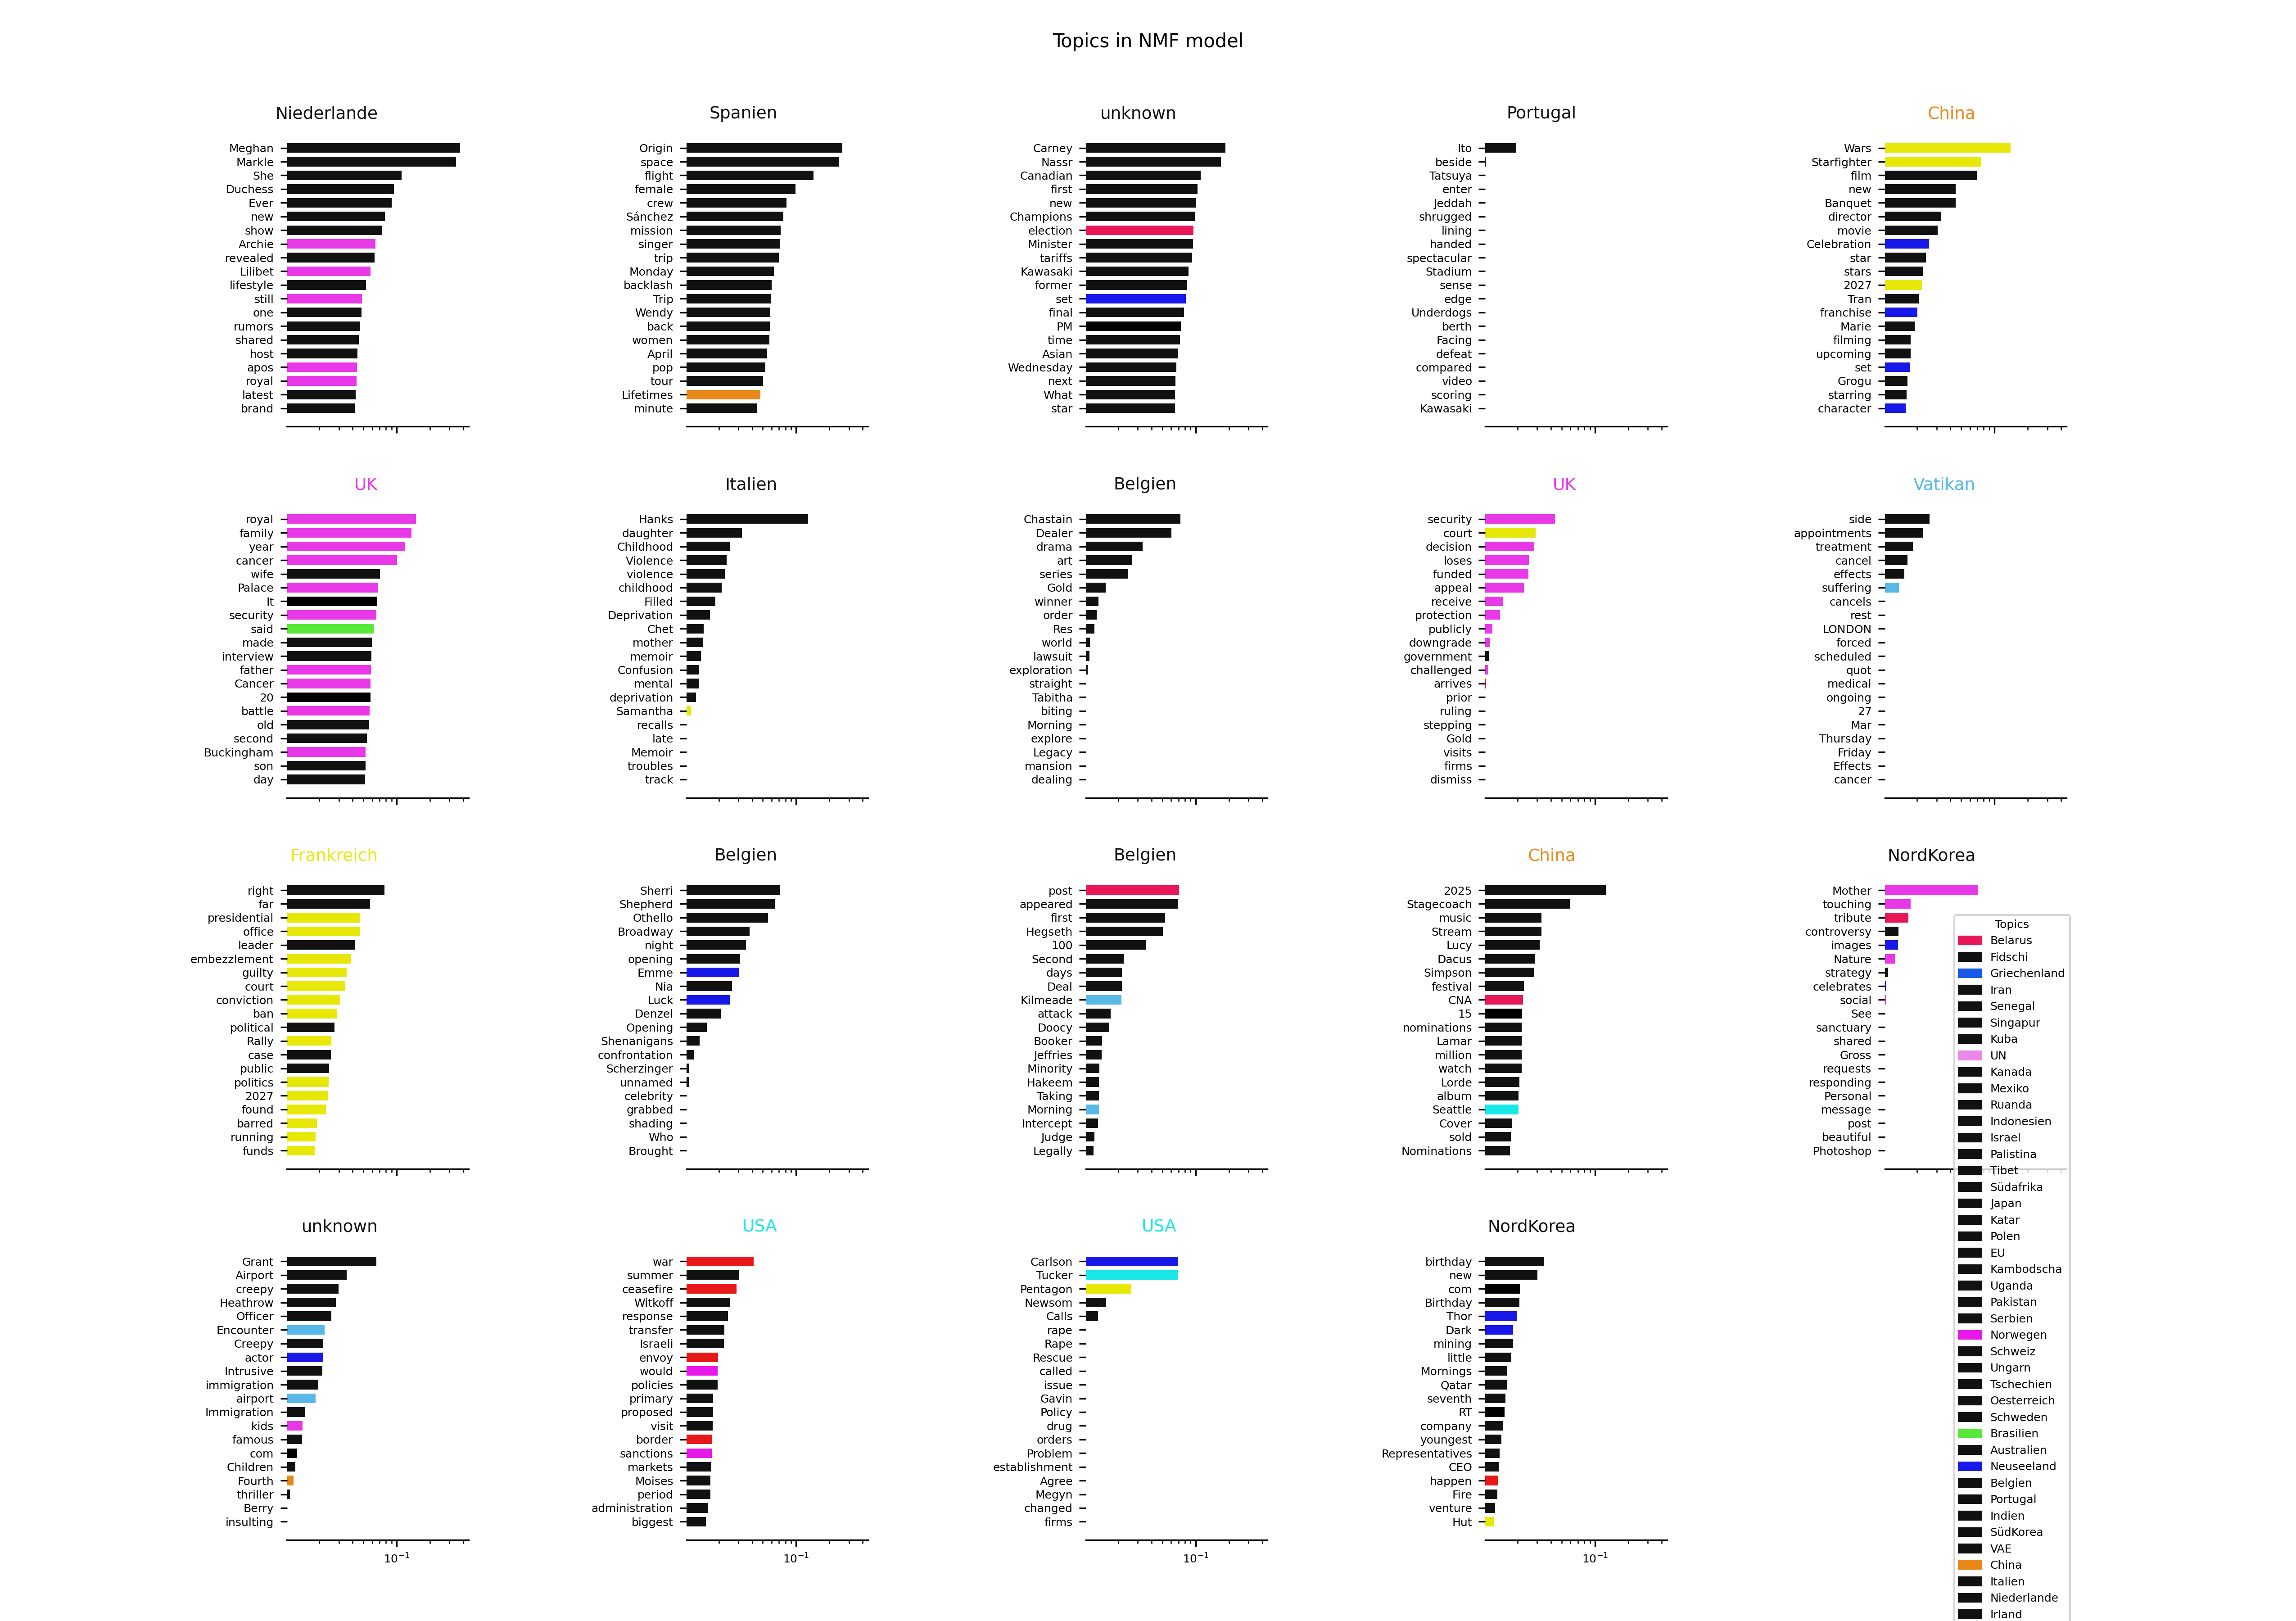 Topics in NMF model
Niederlande
Meghan
Markle
She
Duchess
Ever
new
show
Archie
revealed
Lilibet
lifestyle
still
one
rumors
shared
host
apos
royal
latest
brand
Spanien
Origin
space
flight
female
crew
Sánchez
mission
singer
trip
Monday
backlash
Trip
Wendy
back
women
April
pop
tour
Lifetimes
minute
unknown
Carney
Nassr
Canadian
first
new
Champions
election
Minister
tariffs
Kawasaki
former
set
final
PM
time
Asian
Wednesday
next
What
star
Portugal
Ito
beside
Tatsuya
enter
Jeddah
shrugged
lining
handed
spectacular
Stadium
sense
edge
Underdogs
berth
Facing
defeat
compared
video
scoring
Kawasaki
China
Wars
Starfighter
film
new
Banquet
director
movie
Celebration
star
stars
2027
Tran
franchise
Marie
filming
upcoming
set
Grogu
starring
character
UK
royal
family
year
cancer
wife
Palace
It
security
said
made
interview
father
Cancer
20
battle
old
second
Buckingham
son
day
Italien
Hanks
daughter
Childhood
Violence
violence
childhood
Filled
Deprivation
Chet
mother
memoir
Confusion
mental
deprivation
Samantha
recalls
late
Memoir
troubles
track
Belgien
Chastain
Dealer
drama
art
series
Gold
winner
order
Res
world
lawsuit
exploration
straight
Tabitha
biting
Morning
explore
Legacy
mansion
dealing
UK
security
court
decision
loses
funded
appeal
receive
protection
publicly
downgrade
government
challenged
arrives
prior
ruling
stepping
Gold
visits
firms
dismiss
Vatikan
side
appointments
treatment
cancel
effects
suffering
cancels
rest
LONDON
forced
scheduled
quot
medical
ongoing
27
Mar
Thursday
Friday
Effects
cancer
Frankreich
right
far
presidential
office
leader
embezzlement
guilty
court
conviction
ban
political
Rally
case
public
politics
2027
found
barred
running
funds
Belgien
Sherri
Shepherd
Othello
Broadway
night
opening
Emme
Nia
Luck
Denzel
Opening
Shenanigans
confrontation
Scherzinger
unnamed
celebrity
grabbed
shading
Who
Brought
Belgien
post
appeared
first
Hegseth
100
Second
days
Deal
Kilmeade
attack
Doocy
Booker
Jeffries
Minority
Hakeem
Taking
Morning
Intercept
Judge
Legally
China
2025
Stagecoach
music
Stream
Lucy
Dacus
Simpson
festival
CNA
15
nominations
Lamar
million
watch
Lorde
album
Seattle
Cover
sold
Nominations
NordKorea
Mother
touching
tribute
controversy
images
Nature
strategy
celebrates
social
See
sanctuary
shared
Gross
requests
responding
Personal
message
post
beautiful
Photoshop
unknown
Grant
Airport
creepy
Heathrow
Officer
Encounter
Creepy
actor
Intrusive
immigration
airport
Immigration
kids
famous
com
Children
Fourth
thriller
Berry
insulting
10⁻¹
USA
war
summer
ceasefire
Witkoff
response
transfer
Israeli
envoy
would
policies
primary
proposed
visit
border
sanctions
markets
Moises
period
administration
biggest
10⁻¹
USA
Carlson
Tucker
Pentagon
Newsom
Calls
rape
Rape
Rescue
called
issue
Gavin
Policy
drug
orders
Problem
establishment
Agree
Megyn
changed
firms
10⁻¹
NordKorea
birthday
new
com
Birthday
Thor
Dark
mining
little
Mornings
Qatar
seventh
RT
company
youngest
Representatives
CEO
happen
Fire
venture
Hut
10⁻¹
Topics
Belarus
Fidschi
Griechenland
Iran
Senegal
Singapur
Kuba
UN
Kanada
Mexiko
Ruanda
Indonesien
Israel
Palistina
Tibet
Südafrika
Japan
Katar
Polen
EU
Kambodscha
Uganda
Pakistan
Serbien
Norwegen
Schweiz
Ungarn
Tschechien
Oesterreich
Schweden
Brasilien
Australien
Neuseeland
Belgien
Portugal
Indien
SüdKorea
VAE
China
Italien
Niederlande
Irland